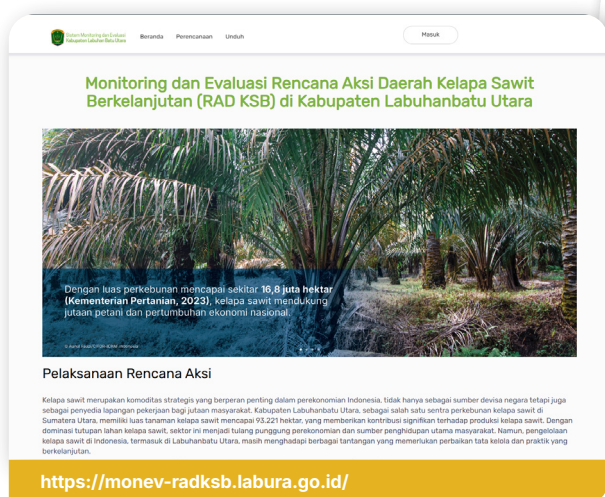 Sistem Monitoring dan Evaluasi
Kabupaten Labuhan Batu Utara
Beranda Perencanaan Unduh Masuk
Monitoring dan Evaluasi Rencana Aksi Daerah Kelapa Sawit
Berkelanjutan (RAD KSB) di Kabupaten Labuhanbatu Utara
Dengan luas perkebunan mencapai sekitar 16,8 juta hektar
(Kementerian Pertanian, 2023), kelapa sawit mendukung
jutaan petani dan pertumbuhan ekonomi nasional.
Pelaksanaan Rencana Aksi
Kelapa sawit merupakan komoditas strategis yang berperan penting dalam perekonomian Indonesia, tidak hanya sebagai sumber devisa negara tetapi juga
sebagai penyedia lapangan pekerjaan bagi jutaan masyarakat. Kabupaten Labuhanbatu Utara, sebagai salah satu sentra perkebunan kelapa sawit di
Sumatera Utara, memiliki luas tanaman kelapa sawit mencapai 93.221 hektar, yang memberikan kontribusi signifikan terhadap produksi kelapa sawit. Dengan
dominasi tutupan lahan kelapa sawit, sektor ini menjadi tulang punggung perekonomian dan sumber penghidupan utama masyarakat. Namun, pengelolaan
kelapa sawit di Indonesia, termasuk di Labuhanbatu Utara, masih menghadapi berbagai tantangan yang memerlukan perbaikan tata kelola dan praktik yang
berkelanjutan.
https://monev-radksb.labura.go.id/